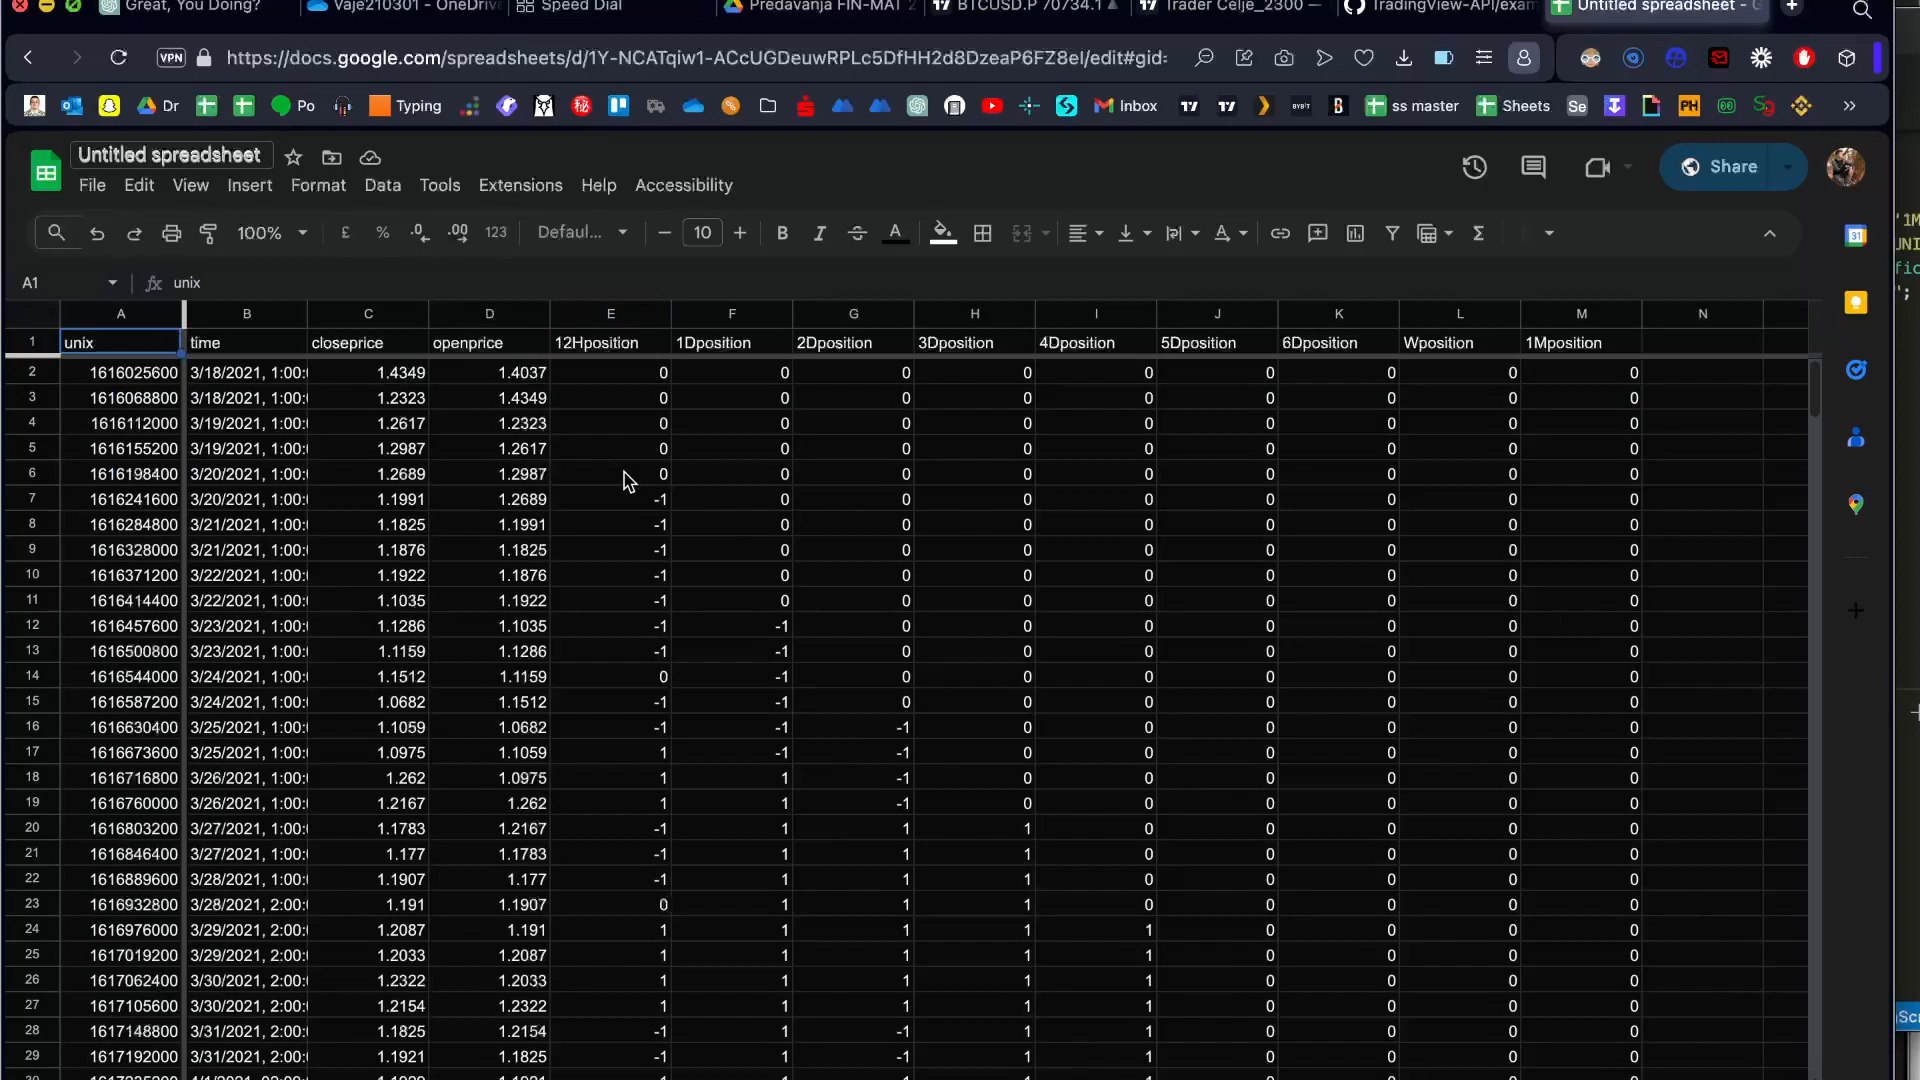 Great, You Doing?
Vaje210301 - OneDrive
Speed Dial
Predavanja FIN-MAT 2
BTCUSD.P 70734.1
Trader Celje_2300 —
TradingView-API/exam
Untitled spreadsheet - G
VPN
https://docs.google.com/spreadsheets/d/1Y-NCATqiw1-ACcUGDeuwRPLc5DfHH2d8DzeaP6FZ8eI/edit#gid=
Dr
Po
Typing
Inbox
ss master
Sheets
Se
PH
Untitled spreadsheet
Share
File Edit View Insert Format Data Tools Extensions Help Accessibility
100% £ % .0 .00 123 Defaul... 10 B I A
A1 fx unix
A B C D E F G H I J K L M N
1 unix time closeprice openprice 12Hposition 1Dposition 2Dposition 3Dposition 4Dposition 5Dposition 6Dposition Wposition 1Mposition
2 1616025600 3/18/2021, 1:00: 1.4349 1.4037 0 0 0 0 0 0 0 0 0
3 1616068800 3/18/2021, 1:00: 1.2323 1.4349 0 0 0 0 0 0 0 0 0
4 1616112000 3/19/2021, 1:00: 1.2617 1.2323 0 0 0 0 0 0 0 0 0
5 1616155200 3/19/2021, 1:00: 1.2987 1.2617 0 0 0 0 0 0 0 0 0
6 1616198400 3/20/2021, 1:00: 1.2689 1.2987 0 0 0 0 0 0 0 0 0
7 1616241600 3/20/2021, 1:00: 1.1991 1.2689 -1 0 0 0 0 0 0 0 0
8 1616284800 3/21/2021, 1:00: 1.1825 1.1991 -1 0 0 0 0 0 0 0 0
9 1616328000 3/21/2021, 1:00: 1.1876 1.1825 -1 0 0 0 0 0 0 0 0
10 1616371200 3/22/2021, 1:00: 1.1922 1.1876 -1 0 0 0 0 0 0 0 0
11 1616414400 3/22/2021, 1:00: 1.1035 1.1922 -1 0 0 0 0 0 0 0 0
12 1616457600 3/23/2021, 1:00: 1.1286 1.1035 -1 -1 0 0 0 0 0 0 0
13 1616500800 3/23/2021, 1:00: 1.1159 1.1286 -1 -1 0 0 0 0 0 0 0
14 1616544000 3/24/2021, 1:00: 1.1512 1.1159 0 -1 0 0 0 0 0 0 0
15 1616587200 3/24/2021, 1:00: 1.0682 1.1512 -1 -1 0 0 0 0 0 0 0
16 1616630400 3/25/2021, 1:00: 1.1059 1.0682 -1 -1 -1 0 0 0 0 0 0
17 1616673600 3/25/2021, 1:00: 1.0975 1.1059 1 -1 -1 0 0 0 0 0 0
18 1616716800 3/26/2021, 1:00: 1.262 1.0975 1 1 -1 0 0 0 0 0 0
19 1616760000 3/26/2021, 1:00: 1.2167 1.262 1 1 -1 0 0 0 0 0 0
20 1616803200 3/27/2021, 1:00: 1.1783 1.2167 -1 1 1 1 0 0 0 0 0
21 1616846400 3/27/2021, 1:00: 1.177 1.1783 -1 1 1 1 0 0 0 0 0
22 1616889600 3/28/2021, 1:00: 1.1907 1.177 -1 1 1 1 0 0 0 0 0
23 1616932800 3/28/2021, 2:00: 1.191 1.1907 0 1 1 1 0 0 0 0 0
24 1616976000 3/29/2021, 2:00: 1.2087 1.191 1 1 1 1 1 0 0 0 0
25 1617019200 3/29/2021, 2:00: 1.2033 1.2087 1 1 1 1 1 0 0 0 0
26 1617062400 3/30/2021, 2:00: 1.2322 1.2033 1 1 1 1 1 0 0 0 0
27 1617105600 3/30/2021, 2:00: 1.2154 1.2322 1 1 1 1 1 0 0 0 0
28 1617148800 3/31/2021, 2:00: 1.1825 1.2154 -1 1 -1 1 1 0 0 0 0
29 1617192000 3/31/2021, 2:00: 1.1921 1.1825 -1 1 -1 1 1 0 0 0 0